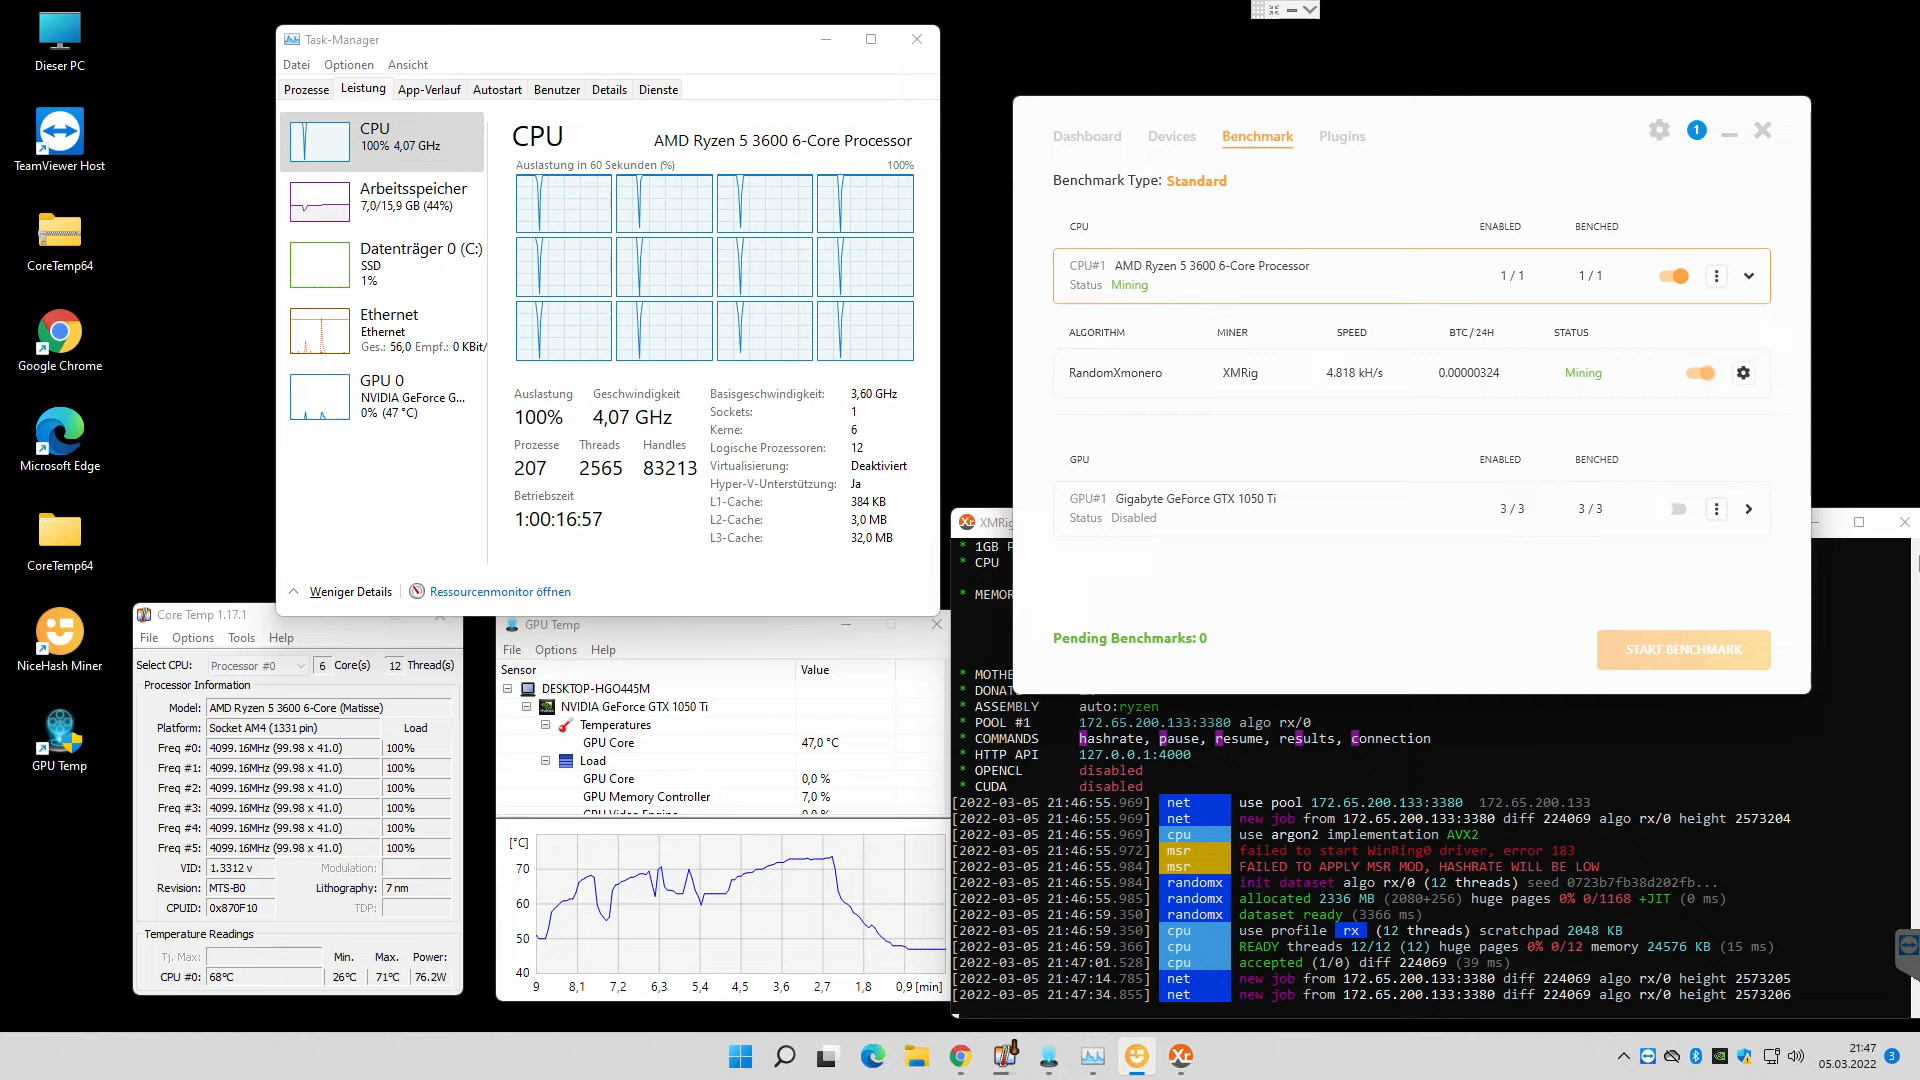 Dieser PC
TeamViewer Host
CoreTemp64
Google Chrome
Microsoft Edge
CoreTemp64
NiceHash Miner
GPU Temp
Task-Manager
Datei Optionen Ansicht
Prozesse Leistung App-Verlauf Autostart Benutzer Details Dienste
CPU
100% 4,07 GHz
Arbeitsspeicher
7,0/15,9 GB (44%)
Datenträger 0 (C:)
SSD
1%
Ethernet
Ethernet
Ges.: 56,0 Empf.: 0 KBit/
GPU 0
NVIDIA GeForce G...
0% (47 °C)
CPU AMD Ryzen 5 3600 6-Core Processor
Auslastung in 60 Sekunden (%) 100%
Auslastung Geschwindigkeit
100% 4,07 GHz
Prozesse Threads Handles
207 2565 83213
Betriebszeit
1:00:16:57
Basisgeschwindigkeit: 3,60 GHz
Sockets: 1
Kerne: 6
Logische Prozessoren: 12
Virtualisierung: Deaktiviert
Hyper-V-Unterstützung: Ja
L1-Cache: 384 KB
L2-Cache: 3,0 MB
L3-Cache: 32,0 MB
Weniger Details Ressourcenmonitor öffnen
Core Temp 1.17.1
File Options Tools Help
Select CPU: Processor #0 6 Core(s) 12 Thread(s)
Processor Information
Model: AMD Ryzen 5 3600 6-Core (Matisse)
Platform: Socket AM4 (1331 pin) Load
Freq #0: 4099.16MHz (99.98 x 41.0) 100%
Freq #1: 4099.16MHz (99.98 x 41.0) 100%
Freq #2: 4099.16MHz (99.98 x 41.0) 100%
Freq #3: 4099.16MHz (99.98 x 41.0) 100%
Freq #4: 4099.16MHz (99.98 x 41.0) 100%
Freq #5: 4099.16MHz (99.98 x 41.0) 100%
VID: 1.3312 v Modulation:
Revision: MTS-B0 Lithography: 7 nm
CPUID: 0x870F10 TDP:
Temperature Readings
Tj. Max: Min. Max. Power:
CPU #0: 68°C 26°C 71°C 76.2W
GPU Temp
File Options Help
Sensor Value
DESKTOP-HGO445M
NVIDIA GeForce GTX 1050 Ti
Temperatures
GPU Core 47,0 °C
Load
GPU Core 0,0 %
GPU Memory Controller 7,0 %
[°C]
70
60
50
40
9 8,1 7,2 6,3 5,4 4,5 3,6 2,7 1,8 0,9 [min]
Dashboard Devices Benchmark Plugins 1
Benchmark Type: Standard
CPU ENABLED BENCHED
CPU#1 AMD Ryzen 5 3600 6-Core Processor 1 / 1 1 / 1
Status Mining
ALGORITHM MINER SPEED BTC / 24H STATUS
RandomXmonero XMRig 4.818 kH/s 0.00000324 Mining
GPU ENABLED BENCHED
GPU#1 Gigabyte GeForce GTX 1050 Ti 3 / 3 3 / 3
Status Disabled
Pending Benchmarks: 0 START BENCHMARK
Xr XMRig
* 1GB P
* CPU
* MEMOR
* MOTHE
* DONAT
* ASSEMBLY auto:ryzen
* POOL #1 172.65.200.133:3380 algo rx/0
* COMMANDS hashrate, pause, resume, results, connection
* HTTP API 127.0.0.1:4000
* OPENCL disabled
* CUDA disabled
[2022-03-05 21:46:55.969] net use pool 172.65.200.133:3380 172.65.200.133
[2022-03-05 21:46:55.969] net new job from 172.65.200.133:3380 diff 224069 algo rx/0 height 2573204
[2022-03-05 21:46:55.969] cpu use argon2 implementation AVX2
[2022-03-05 21:46:55.972] msr failed to start WinRing0 driver, error 183
[2022-03-05 21:46:55.984] msr FAILED TO APPLY MSR MOD, HASHRATE WILL BE LOW
[2022-03-05 21:46:55.984] randomx init dataset algo rx/0 (12 threads) seed 0723b7fb38d202fb...
[2022-03-05 21:46:55.985] randomx allocated 2336 MB (2080+256) huge pages 0% 0/1168 +JIT (0 ms)
[2022-03-05 21:46:59.350] randomx dataset ready (3366 ms)
[2022-03-05 21:46:59.350] cpu use profile rx (12 threads) scratchpad 2048 KB
[2022-03-05 21:46:59.366] cpu READY threads 12/12 (12) huge pages 0% 0/12 memory 24576 KB (15 ms)
[2022-03-05 21:47:01.528] cpu accepted (1/0) diff 224069 (39 ms)
[2022-03-05 21:47:14.785] net new job from 172.65.200.133:3380 diff 224069 algo rx/0 height 2573205
[2022-03-05 21:47:34.855] net new job from 172.65.200.133:3380 diff 224069 algo rx/0 height 2573206
Xr
21:47
05.03.2022
3